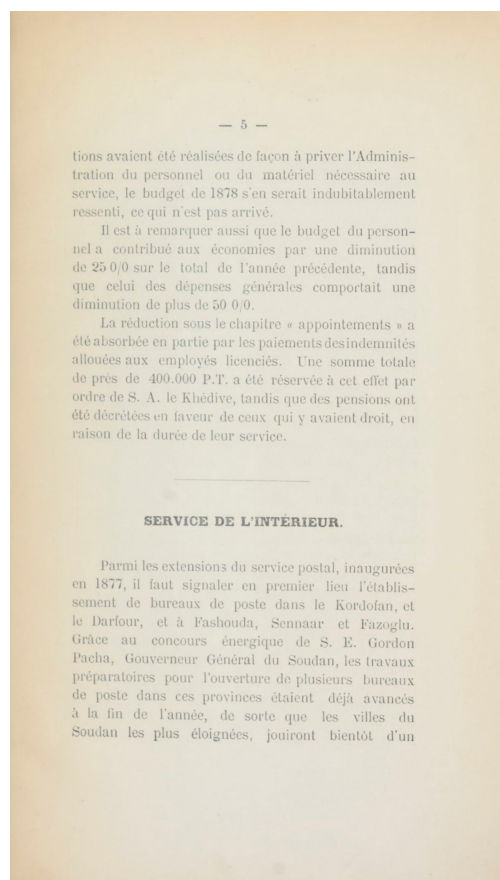 — 5 —
tions avaient été réalisées de façon à priver l'Adminis-
tration du personnel ou du matériel nécessaire au
service, le budget de 1878 s'en serait indubitablement
ressenti, ce qui n'est pas arrivé.
Il est à remarquer aussi que le budget du person-
nel a contribué aux économies par une diminution
de 25 0/0 sur le total de l'année précédente, tandis
que celui des dépenses générales comportait une
diminution de plus de 50 0/0.
La réduction sous le chapitre « appointements » a
été absorbée en partie par les paiements des indemnités
allouées aux employés licenciés. Une somme totale
de près de 400.000 P.T. a été réservée à cet effet par
ordre de S. A. le Khédive, tandis que des pensions ont
été décrétées en faveur de ceux qui y avaient droit, en
raison de la durée de leur service.
SERVICE DE L'INTÉRIEUR.
Parmi les extensions du service postal, inaugurées
en 1877, il faut signaler en premier lieu l'établis-
sement de bureaux de poste dans le Kordofan, et
le Darfour, et à Fashouda, Sennaar et Fazoglu.
Grâce au concours énergique de S. E. Gordon
Pacha, Gouverneur Général du Soudan, les travaux
préparatoires pour l'ouverture de plusieurs bureaux
de poste dans ces provinces étaient déjà avancés
à la fin de l'année, de sorte que les villes du
Soudan les plus éloignées, jouiront bientôt d'un